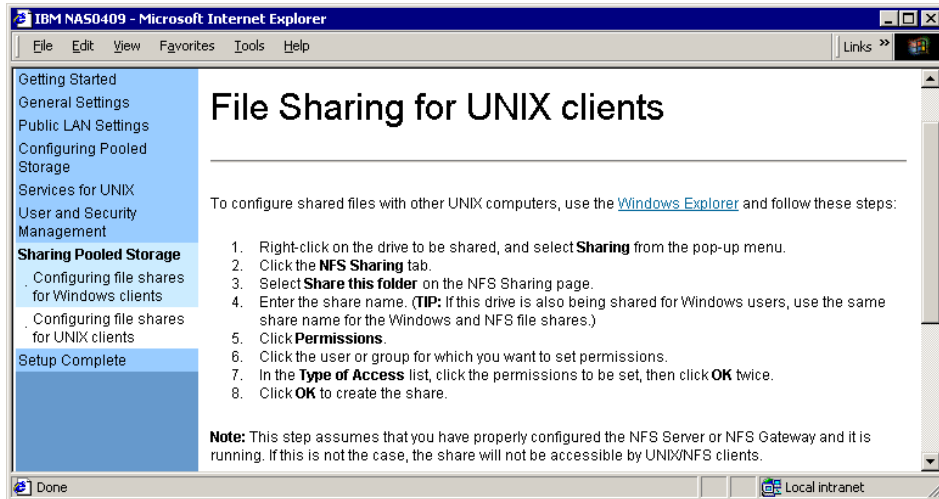 IBM NAS0409 - Microsoft Internet Explorer
File Edit View Favorites Tools Help
Links »
Getting Started
General Settings
Public LAN Settings
Configuring Pooled
Storage
Services for UNIX
User and Security
Management
Sharing Pooled Storage
Configuring file shares
for Windows clients
Configuring file shares
for UNIX clients
Setup Complete
File Sharing for UNIX clients
To configure shared files with other UNIX computers, use the Windows Explorer and follow these steps:
1. Right-click on the drive to be shared, and select Sharing from the pop-up menu.
2. Click the NFS Sharing tab.
3. Select Share this folder on the NFS Sharing page.
4. Enter the share name. (TIP: If this drive is also being shared for Windows users, use the same
share name for the Windows and NFS file shares.)
5. Click Permissions.
6. Click the user or group for which you want to set permissions.
7. In the Type of Access list, click the permissions to be set, then click OK twice.
8. Click OK to create the share.
Note: This step assumes that you have properly configured the NFS Server or NFS Gateway and it is
running. If this is not the case, the share will not be accessible by UNIX/NFS clients.
Done
Local intranet